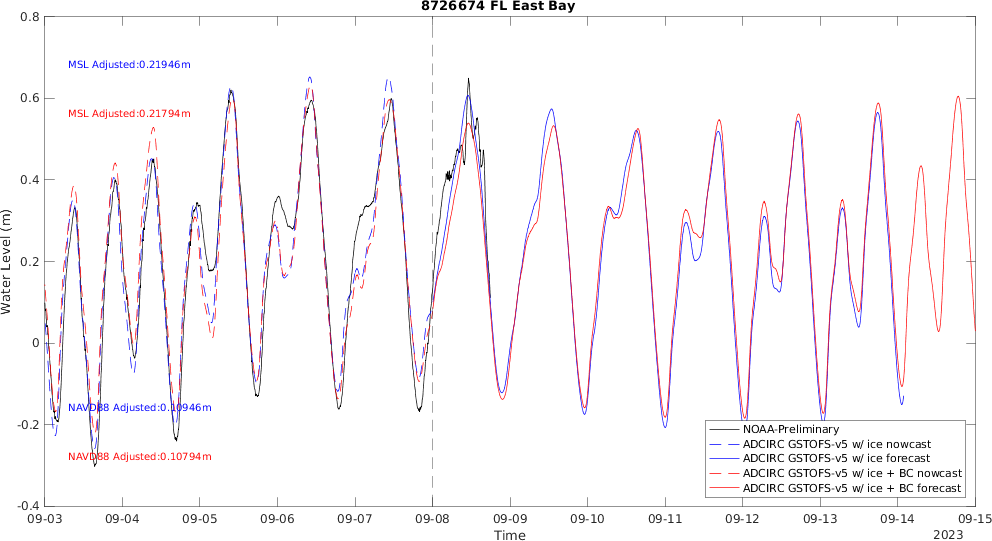 8726674 FL East Bay
0.8
0.6
0.4
0.2
0
-0.2
-0.4
Water Level (m)
MSL Adjusted:0.21946m
MSL Adjusted:0.21794m
NAVD88 Adjusted:0.10946m
NAVD88 Adjusted:0.10794m
NOAA-Preliminary
ADCIRC GSTOFS-v5 w/ ice nowcast
ADCIRC GSTOFS-v5 w/ ice forecast
ADCIRC GSTOFS-v5 w/ ice + BC nowcast
ADCIRC GSTOFS-v5 w/ ice + BC forecast
09-03 09-04 09-05 09-06 09-07 09-08 09-09 09-10 09-11 09-12 09-13 09-14 09-15
Time
2023